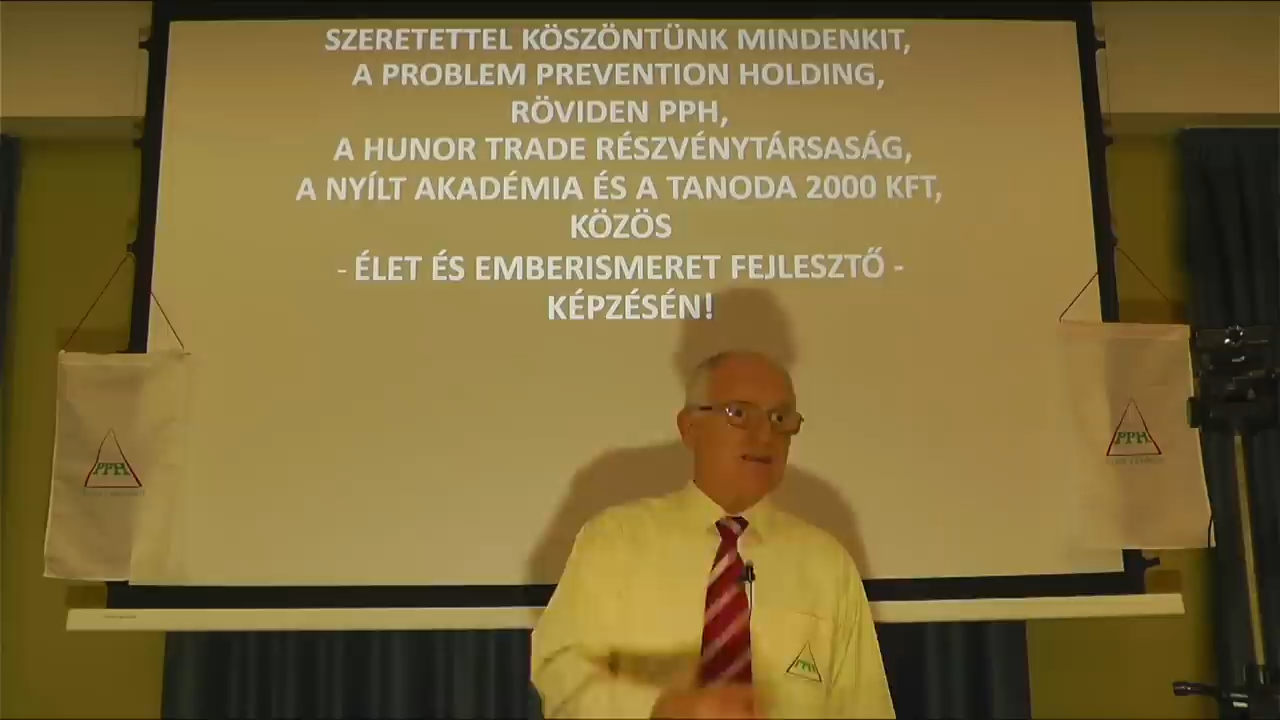 SZERETETTEL KÖSZÖNTÜNK MINDENKIT,
A PROBLEM PREVENTION HOLDING,
RÖVIDEN PPH,
A HUNOR TRADE RÉSZVÉNYTÁRSASÁG,
A NYÍLT AKADÉMIA ÉS A TANODA 2000 KFT,
KÖZÖS
- ÉLET ÉS EMBERISMERET FEJLESZTŐ -
KÉPZÉSÉN!
PPH
PPH
PPH